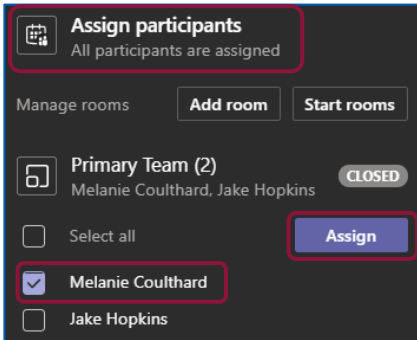 Assign participants
All participants are assigned
Manage rooms Add room Start rooms
Primary Team (2)
Melanie Coulthard, Jake Hopkins CLOSED
Select all Assign
Melanie Coulthard
Jake Hopkins